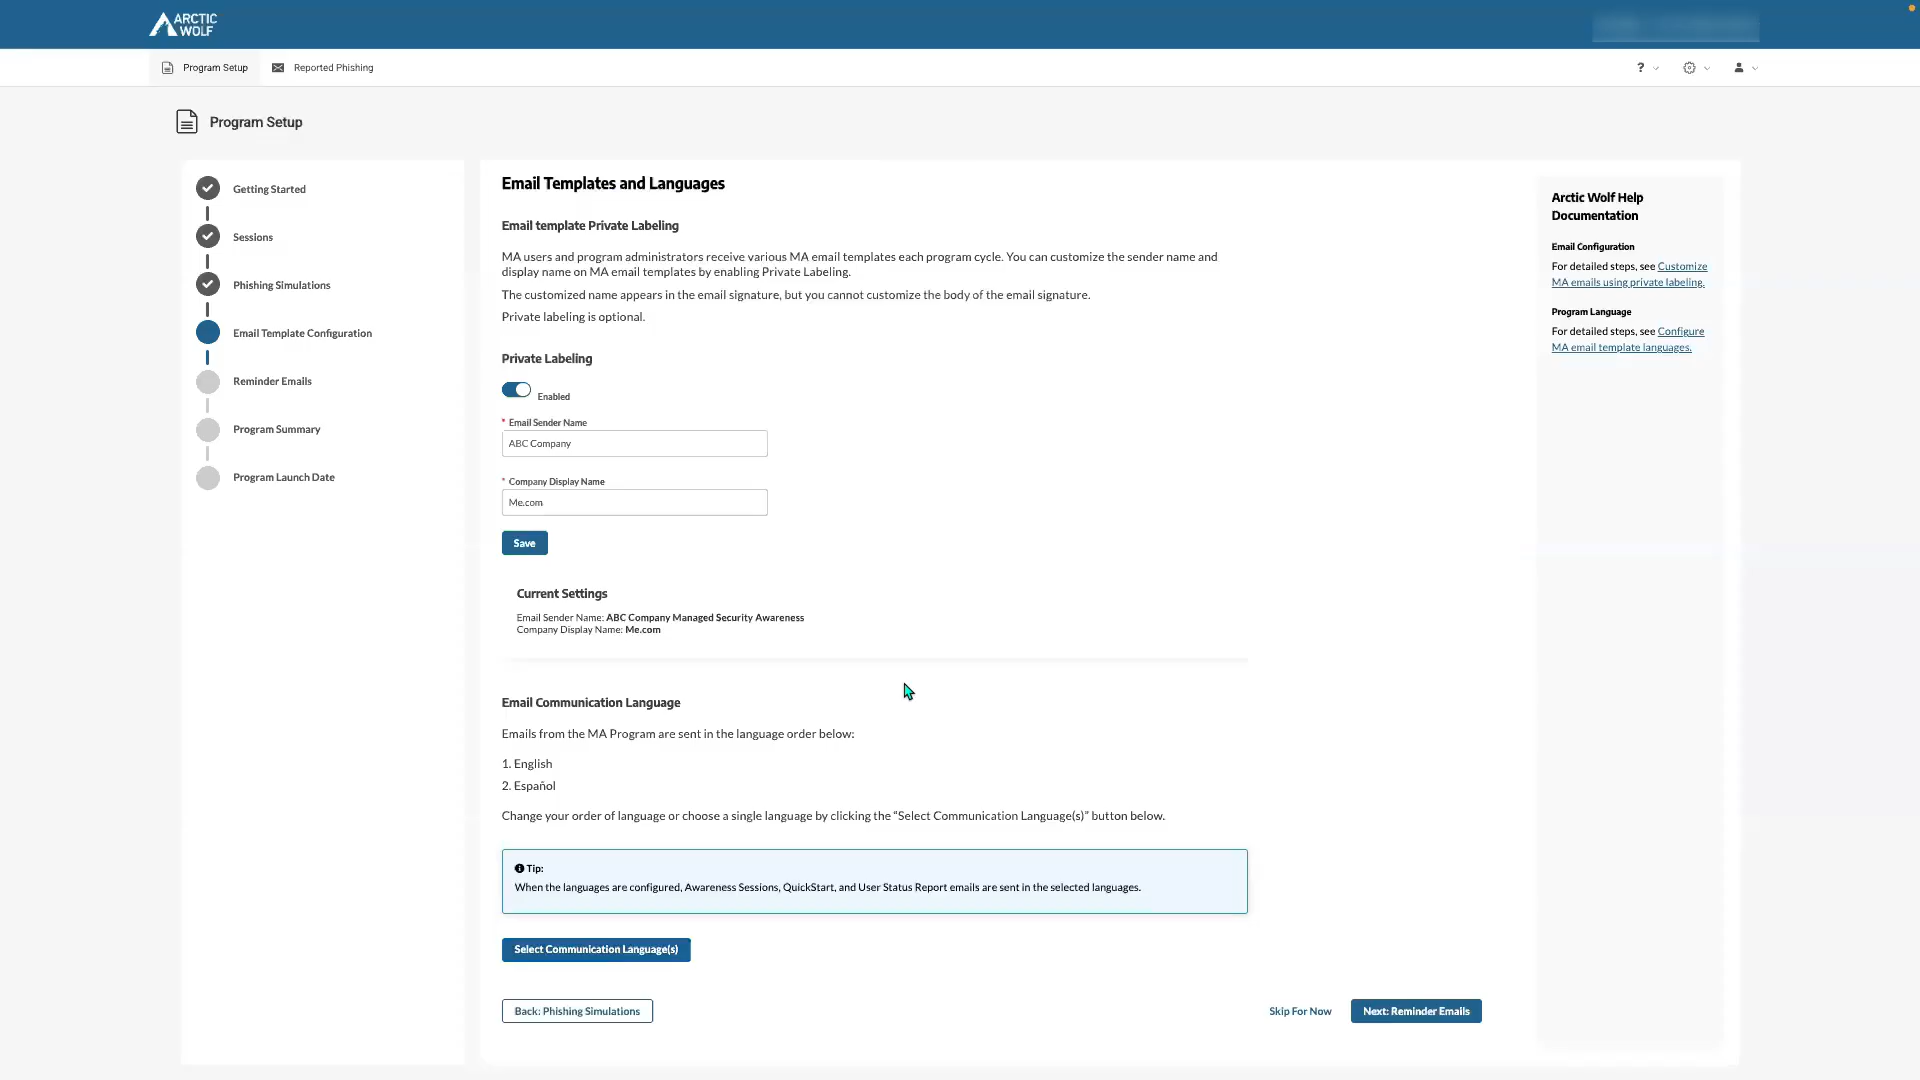 ARCTIC
WOLF
Program Setup
Reported Phishing
?
Program Setup
Getting Started
Sessions
Phishing Simulations
Email Template Configuration
Reminder Emails
Program Summary
Program Launch Date
Email Templates and Languages
Email template Private Labeling
MA users and program administrators receive various MA email templates each program cycle. You can customize the sender name and
display name on MA email templates by enabling Private Labeling.
The customized name appears in the email signature, but you cannot customize the body of the email signature.
Private labeling is optional.
Private Labeling
Enabled
* Email Sender Name
ABC Company
* Company Display Name
Me.com
Save
Current Settings
Email Sender Name: ABC Company Managed Security Awareness
Company Display Name: Me.com
Email Communication Language
Emails from the MA Program are sent in the language order below:
1. English
2. Español
Change your order of language or choose a single language by clicking the "Select Communication Language(s)" button below.
Tip:
When the languages are configured, Awareness Sessions, QuickStart, and User Status Report emails are sent in the selected languages.
Select Communication Language(s)
Back: Phishing Simulations
Skip For Now
Next: Reminder Emails
Arctic Wolf Help
Documentation
Email Configuration
For detailed steps, see Customize
MA emails using private labeling.
Program Language
For detailed steps, see Configure
MA email template languages.